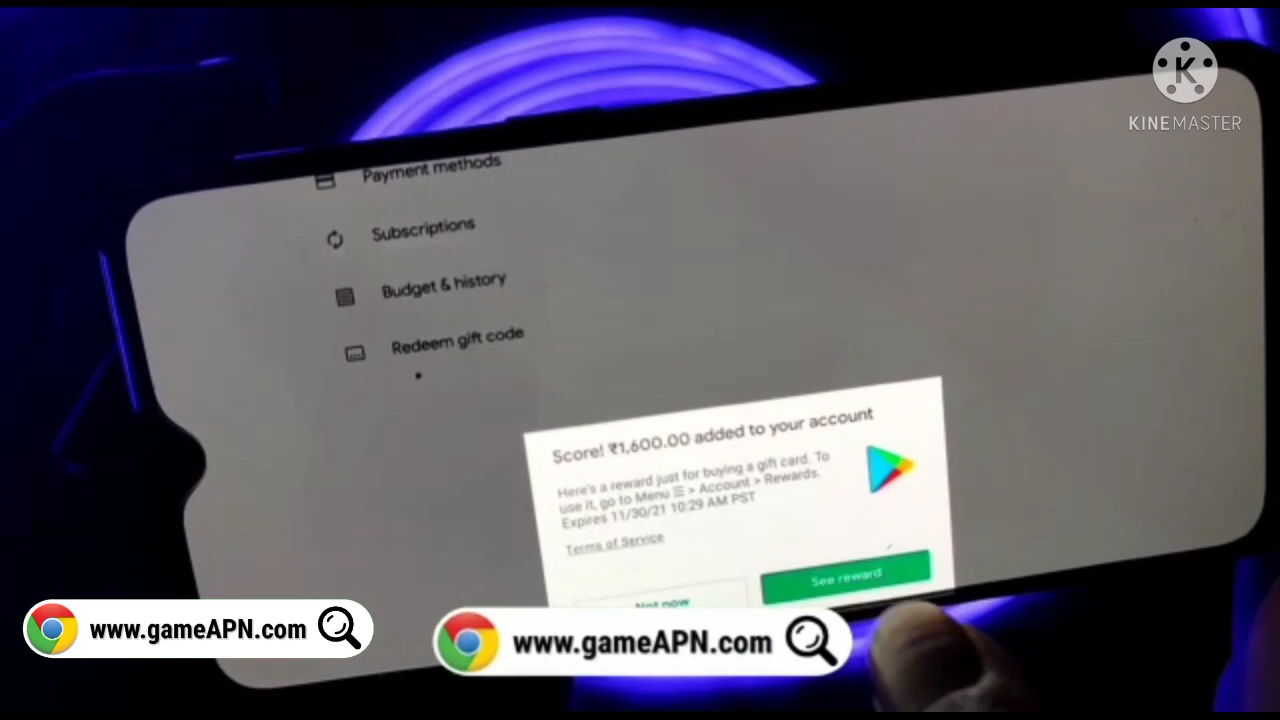 KINEMASTER
Payment methods
Subscriptions
Budget & history
Redeem gift code
Score! ₹1,600.00 added to your account
Here's a reward just for buying a gift card. To
use it, go to Menu ☰ > Account > Rewards.
Expires 11/30/21 10:29 AM PST
Terms of Service
Not now
See reward
www.gameAPN.com
www.gameAPN.com